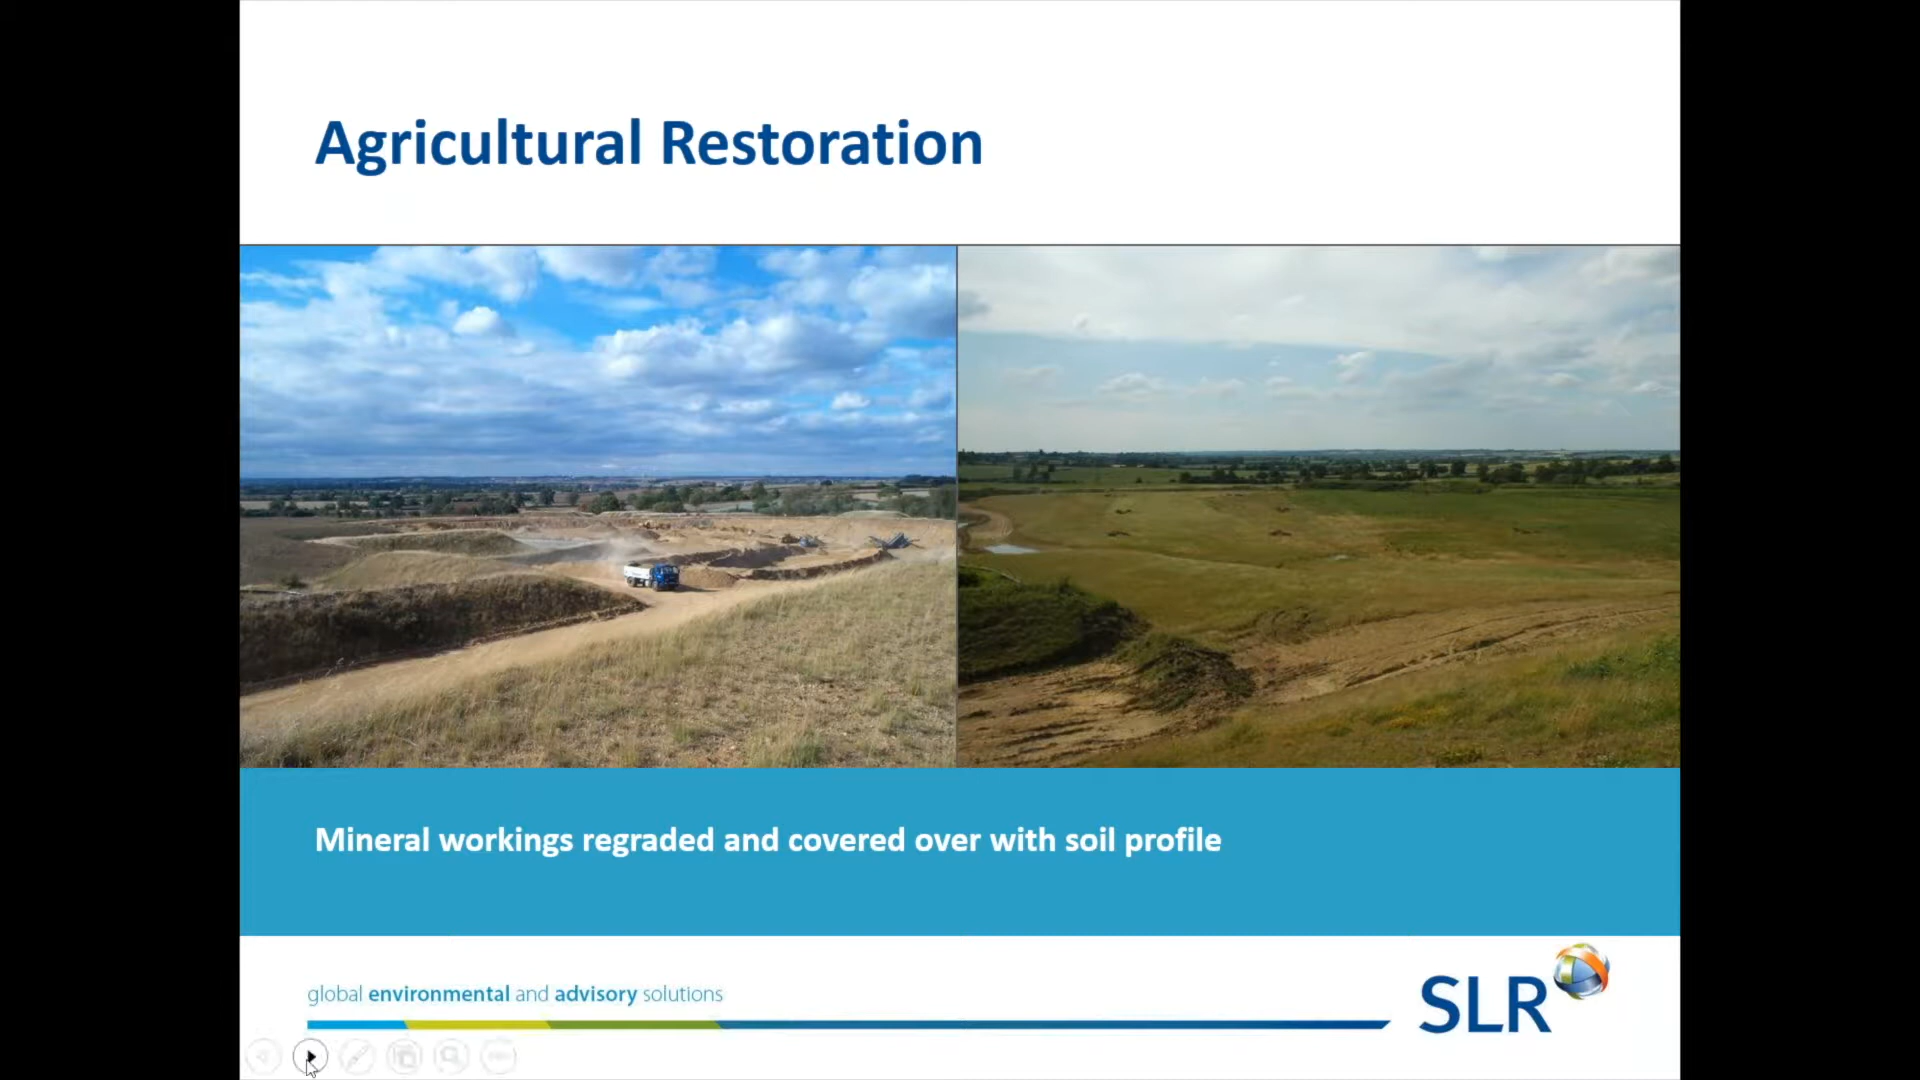 Agricultural Restoration
Mineral workings regraded and covered over with soil profile
global environmental and advisory solutions
SLR